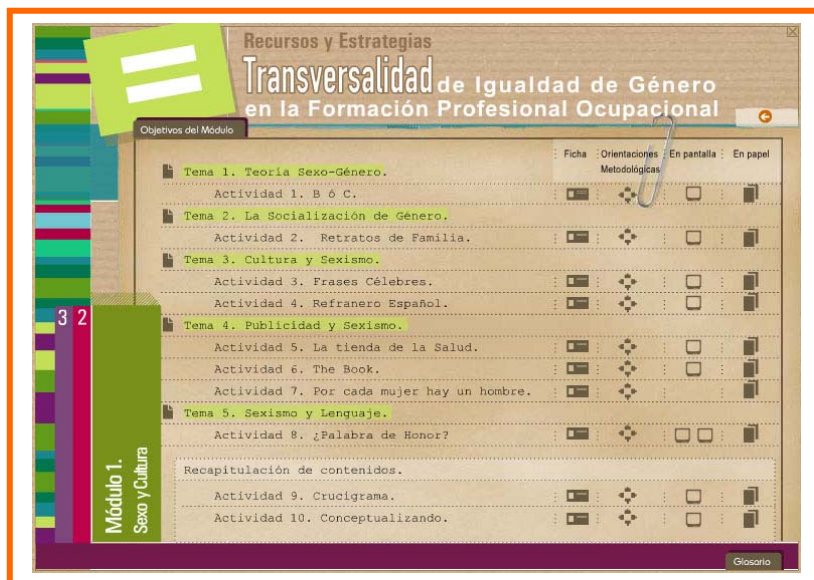 Recursos y Estrategias
Transversalidad de Igualdad de Género
en la Formación Profesional Ocupacional
Objetivos del Módulo
Ficha Orientaciones Metodológicas En pantalla En papel
Tema 1. Teoría Sexo-Género.
Actividad 1. B ó C.
Tema 2. La Socialización de Género.
Actividad 2. Retratos de Familia.
Tema 3. Cultura y Sexismo.
Actividad 3. Frases Célebres.
Actividad 4. Refranero Español.
Tema 4. Publicidad y Sexismo.
Actividad 5. La tienda de la Salud.
Actividad 6. The Book.
Actividad 7. Por cada mujer hay un hombre.
Tema 5. Sexismo y Lenguaje.
Actividad 8. ¿Palabra de Honor?
Recapitulación de contenidos.
Actividad 9. Crucigrama.
Actividad 10. Conceptualizando.
3 2
Módulo 1.
Sexo y Cultura
Glosario